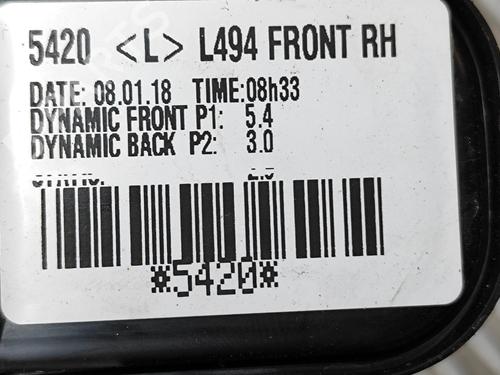 5420 <L> L494 FRONT RH
DATE: 08.01.18 TIME:08h33
DYNAMIC FRONT P1: 5.4
DYNAMIC BACK P2: 3.0
*5420*